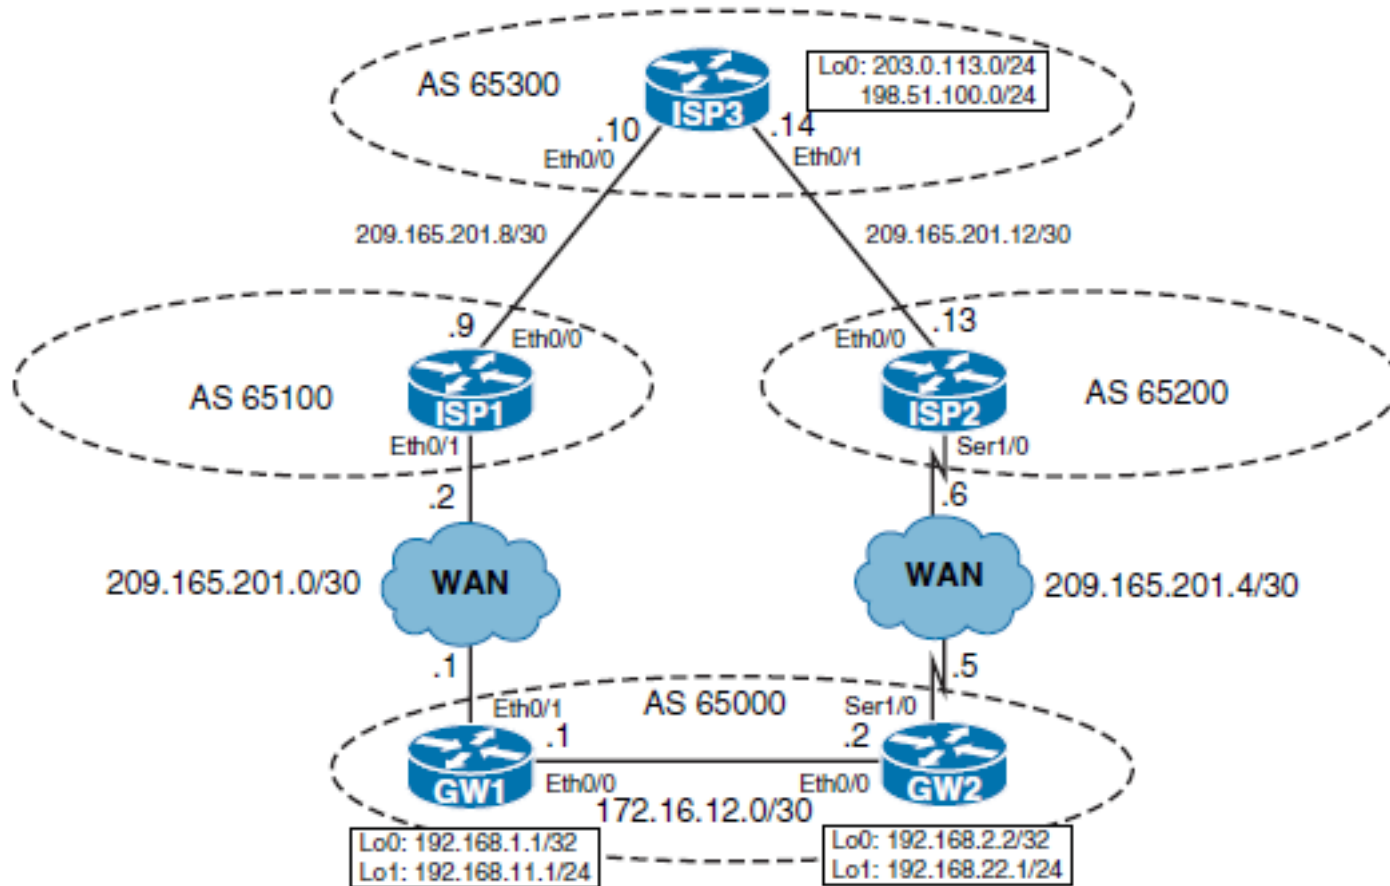 AS 65300
ISP3
Lo0: 203.0.113.0/24
198.51.100.0/24
.10
.14
Eth0/0
Eth0/1
209.165.201.8/30
209.165.201.12/30
.9
Eth0/0
.13
Eth0/0
AS 65100
ISP1
ISP2
AS 65200
Eth0/1
Ser1/0
.2
.6
209.165.201.0/30
WAN
WAN
209.165.201.4/30
.1
.5
Eth0/1
AS 65000
Ser1/0
.1
.2
GW1
Eth0/0
Eth0/0
GW2
172.16.12.0/30
Lo0: 192.168.1.1/32
Lo1: 192.168.11.1/24
Lo0: 192.168.2.2/32
Lo1: 192.168.22.1/24